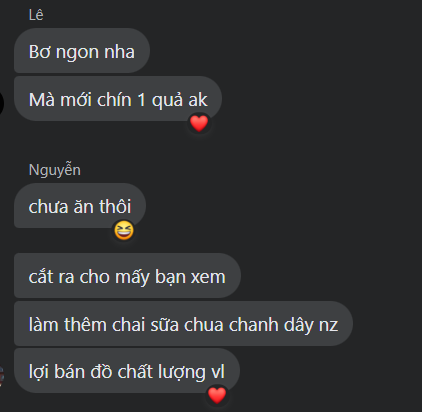 Lê
Bơ ngon nha
Mà mới chín 1 quả ak
Nguyễn
chưa ăn thôi
cắt ra cho mấy bạn xem
làm thêm chai sữa chua chanh dây nz
lợi bán đồ chất lượng vl